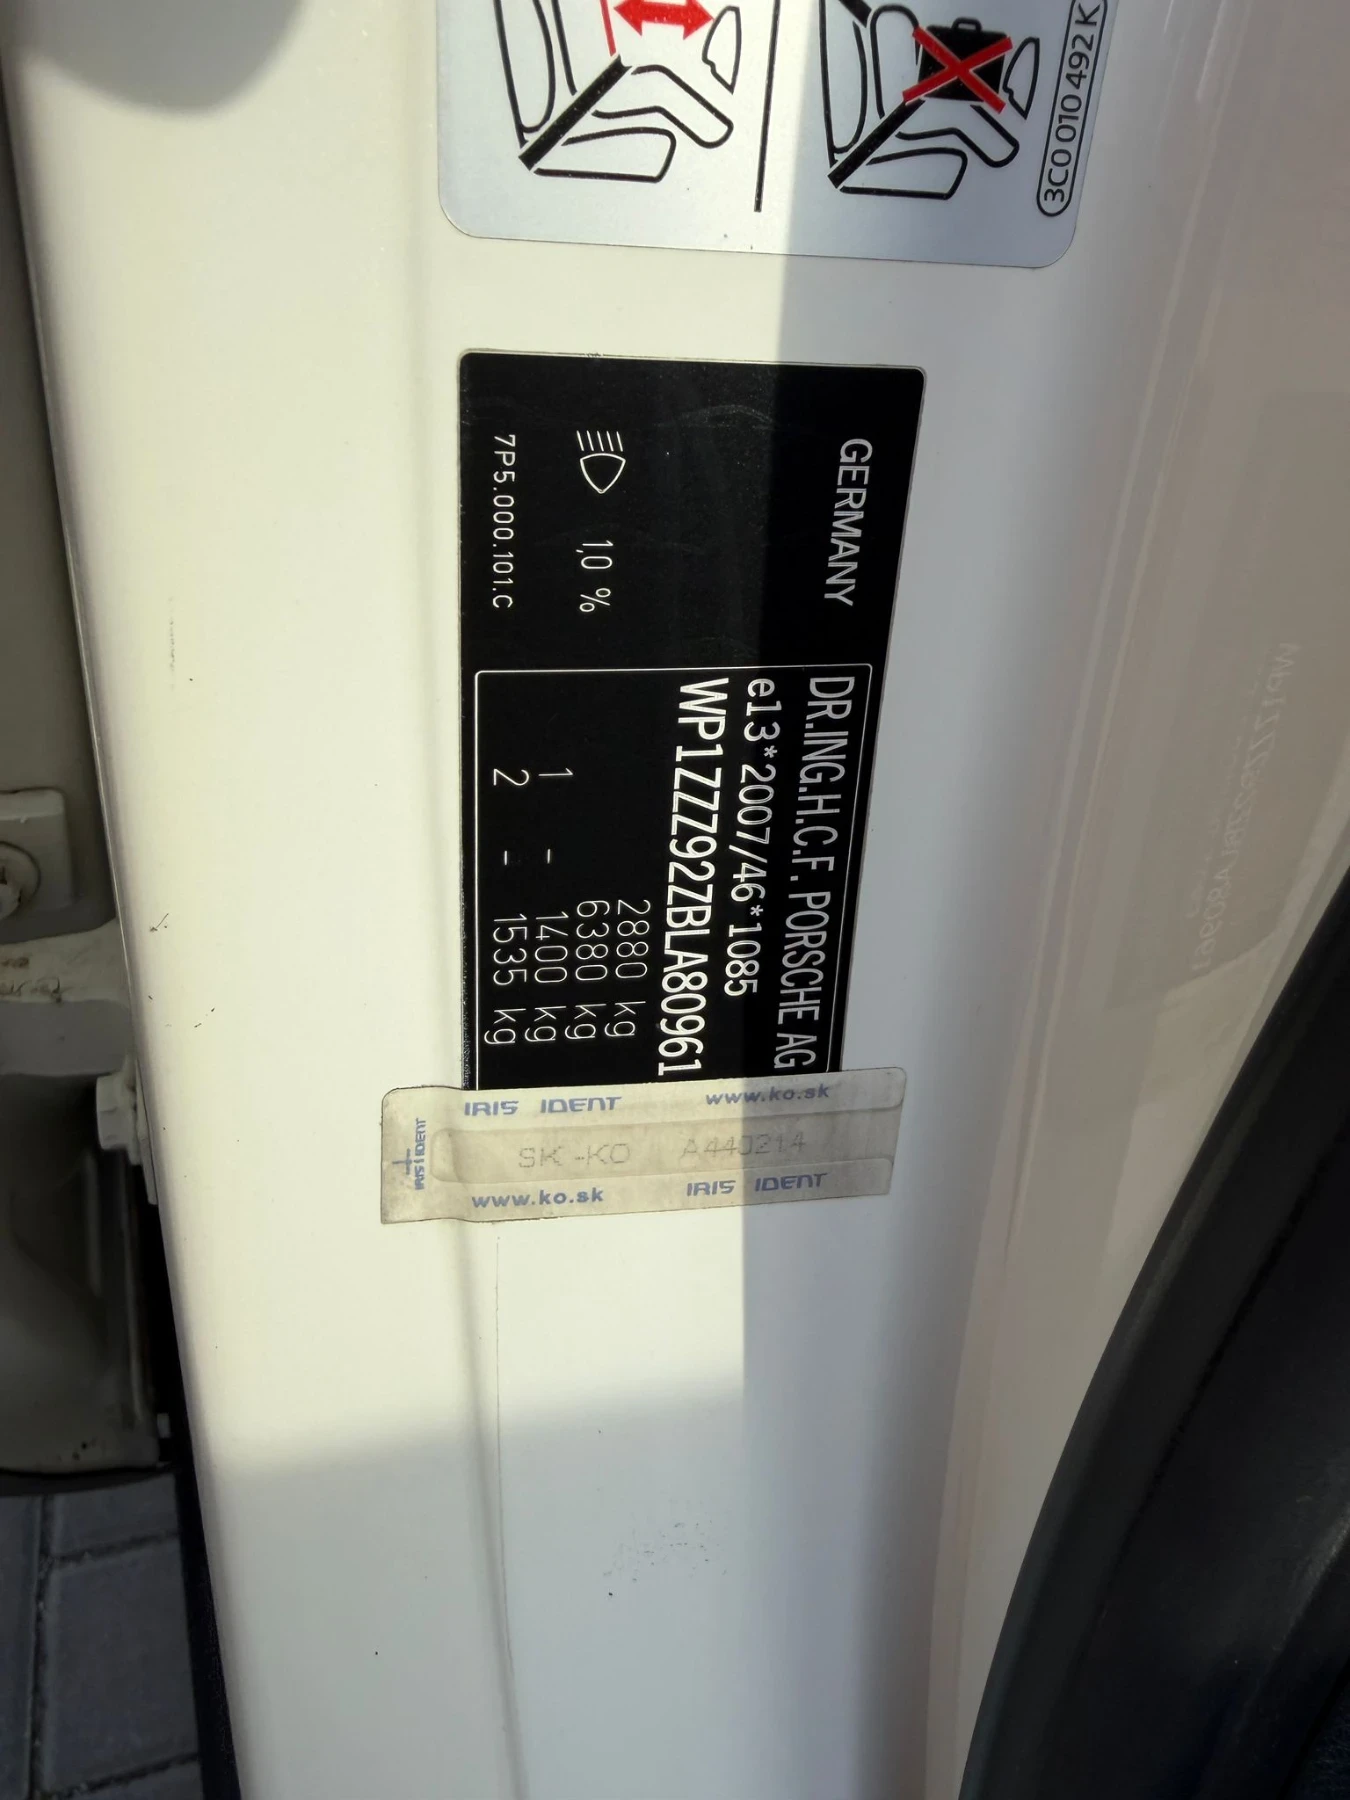 3C0 010 492 K
GERMANY
1,0 %
7P5.000.101.C
DR.ING.H.C.F. PORSCHE AG
e13*2007/46*1085
WP1ZZZ92ZBLA80961
2880 kg
6380 kg
1 - 1400 kg
2 - 1535 kg
IRIS IDENT www.ko.sk
IRIS IDENT
SK-KO A440214
www.ko.sk IRIS IDENT